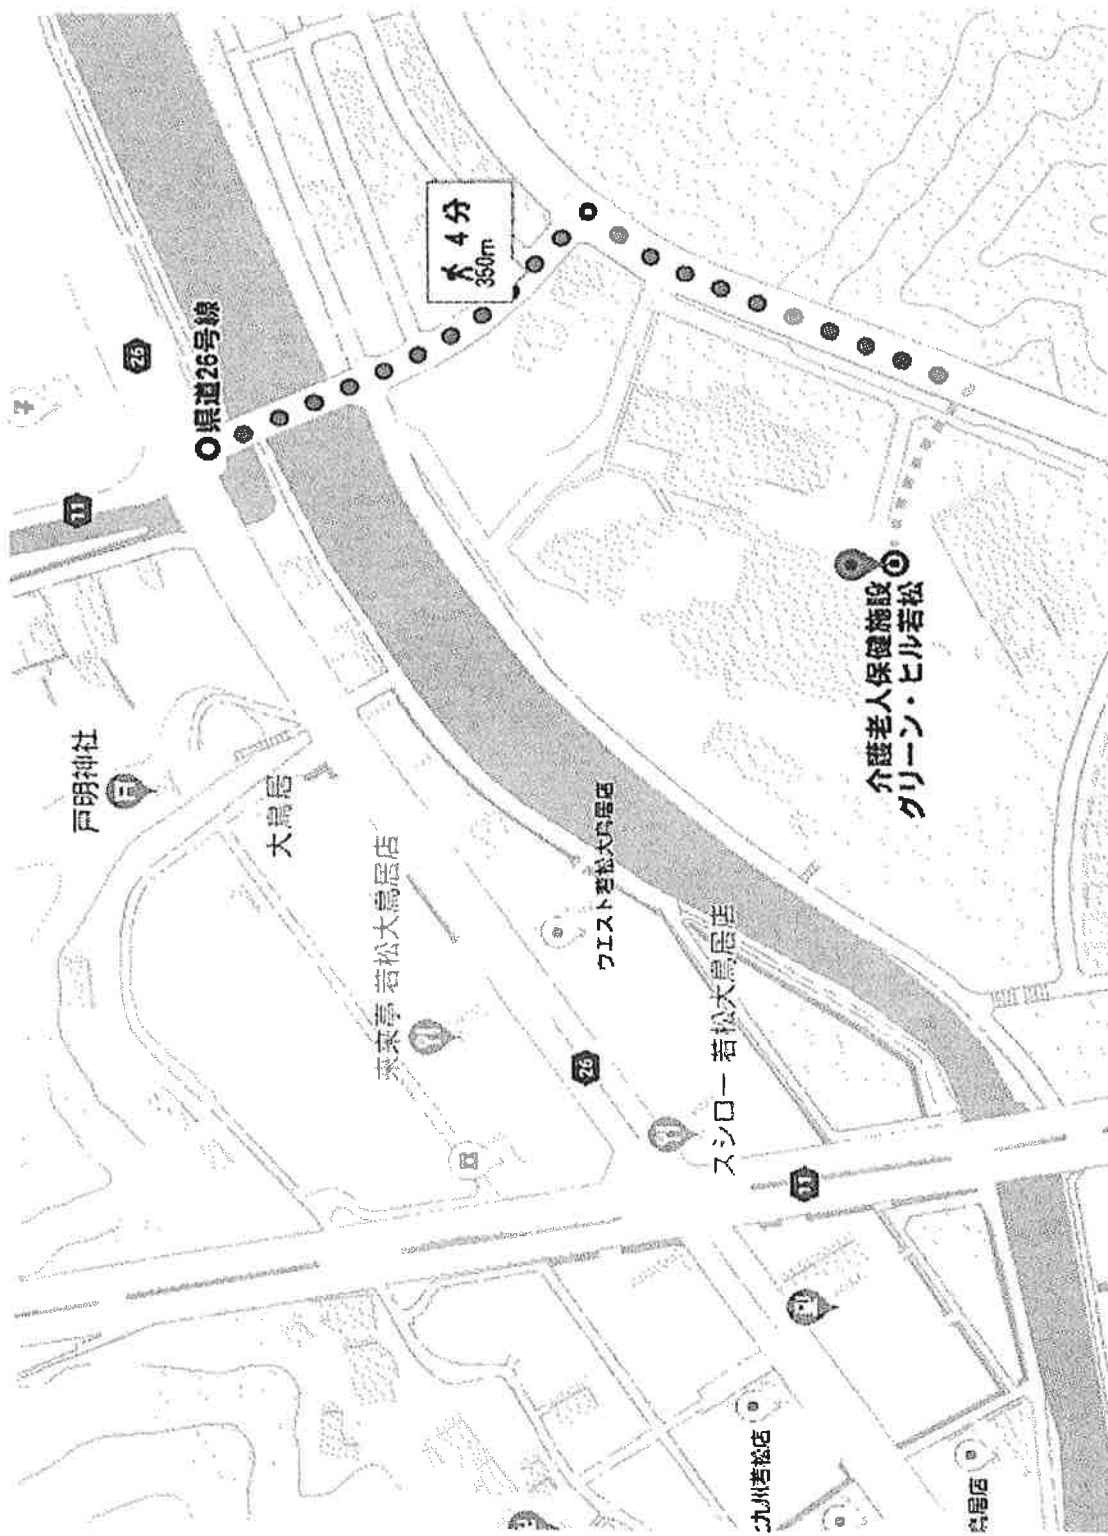 県道26号線
26
11
4 分
350m
戸明神社
大鳥居
来来亭 若松大鳥居店
ウエスト若松大鳥居店
スシロー 若松大鳥居店
介護老人保健施設
グリーン・ヒル若松
26
11
九州若松店
鳥居店